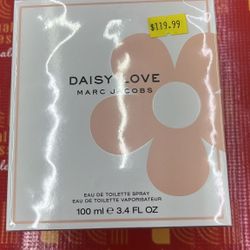 $119.99
DAISY LOVE
MARC JACOBS
EAU DE TOILETTE SPRAY
EAU DE TOILETTE VAPORISATEUR
100 ml e 3.4 FL OZ